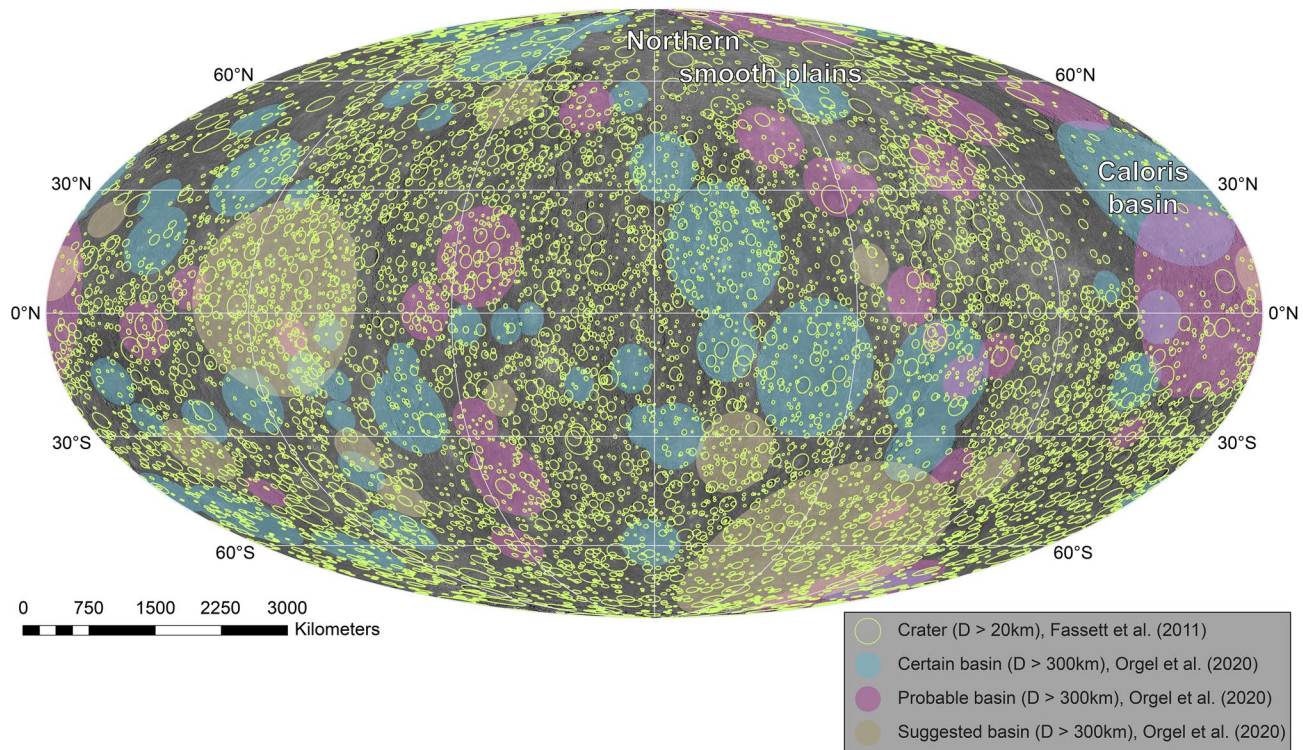 Northern
smooth plains
60°N
60°N
Caloris
basin
30°N
30°N
0°N
0°N
30°S
30°S
60°S
60°S
0 750 1500 2250 3000
Kilometers
Crater (D > 20km), Fassett et al. (2011)
Certain basin (D > 300km), Orgel et al. (2020)
Probable basin (D > 300km), Orgel et al. (2020)
Suggested basin (D > 300km), Orgel et al. (2020)